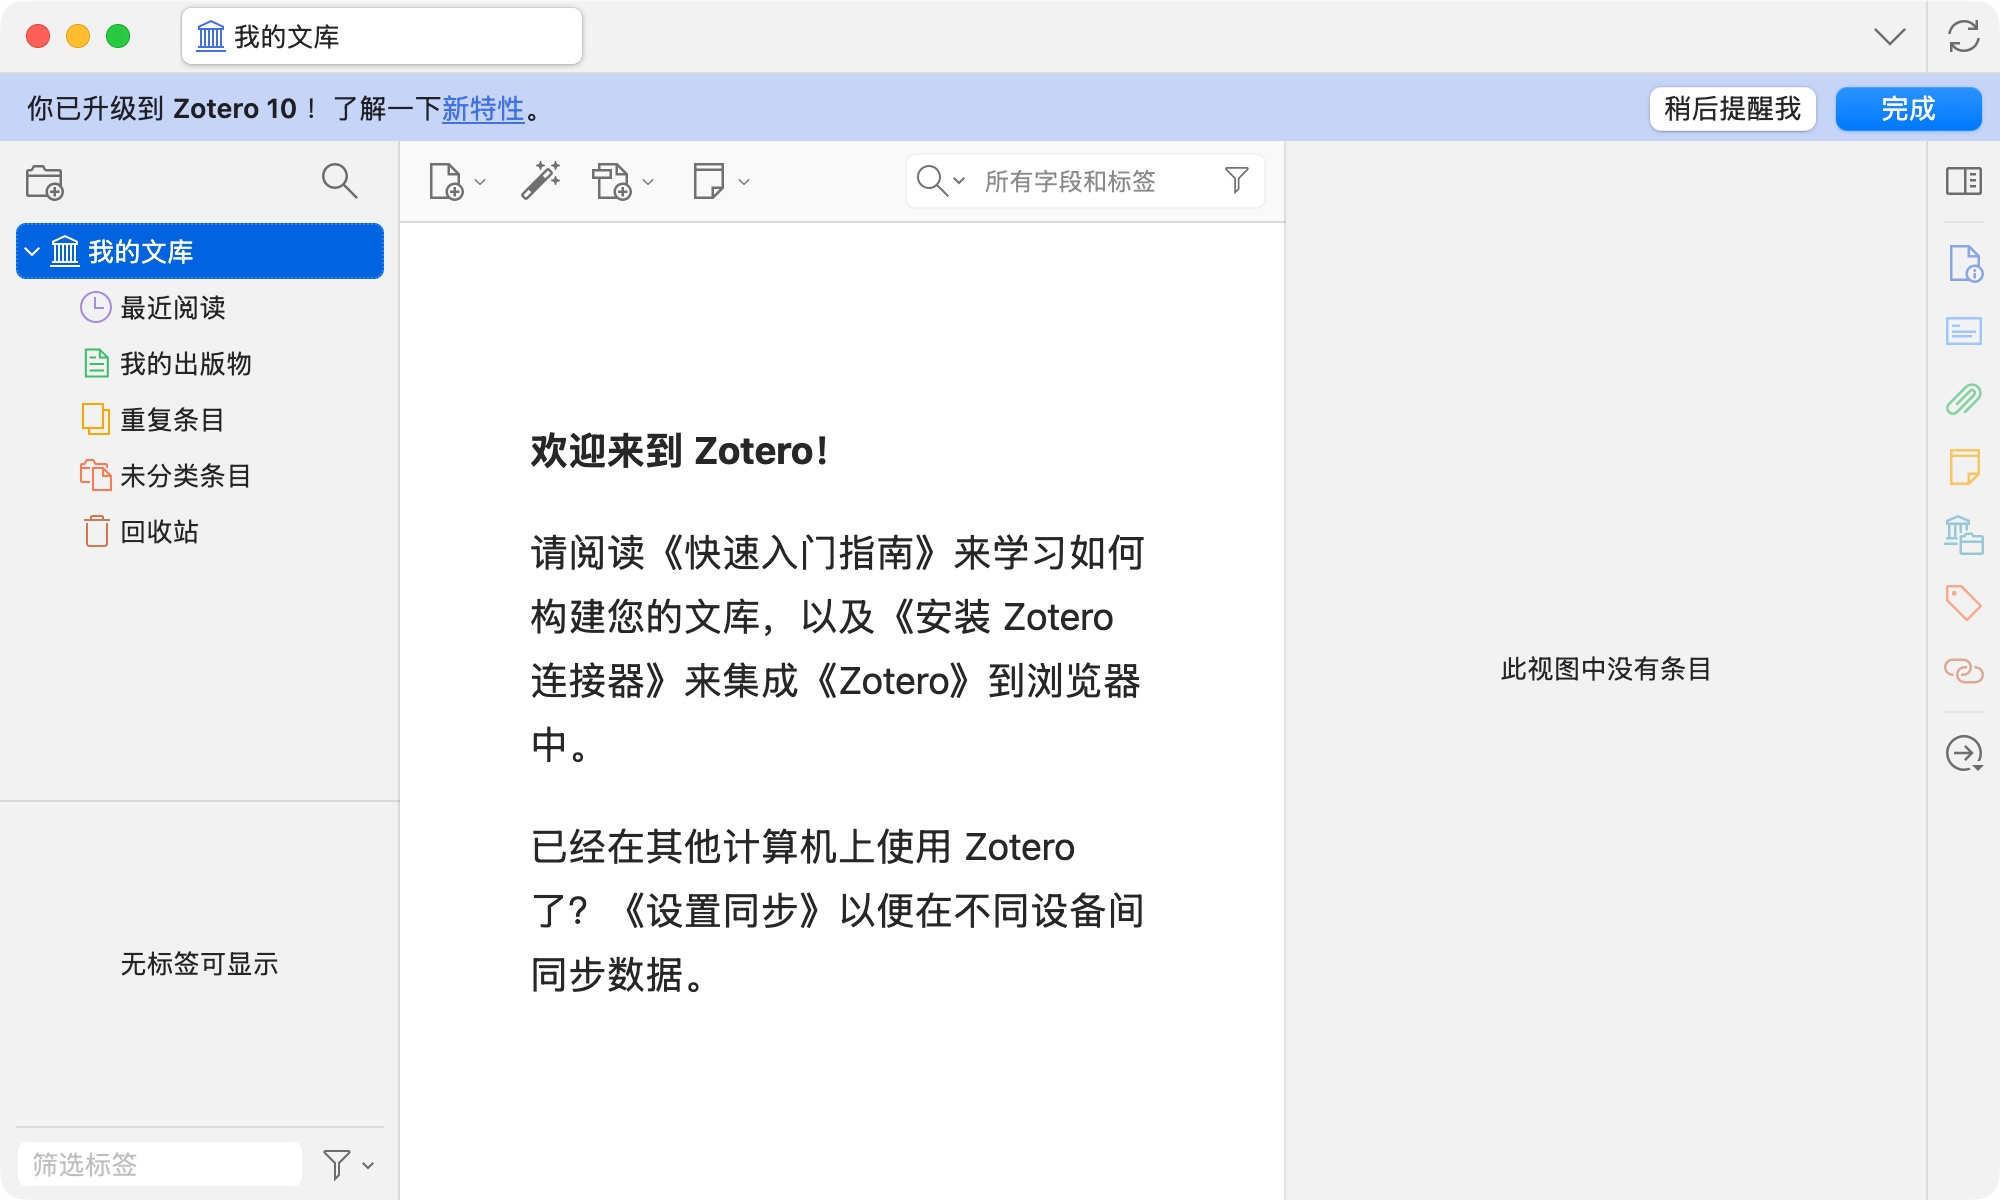 我的文库
你已升级到 Zotero 10！了解一下新特性。
稍后提醒我
完成
所有字段和标签
我的文库
最近阅读
我的出版物
重复条目
未分类条目
回收站
无标签可显示
筛选标签
欢迎来到 Zotero！
请阅读《快速入门指南》来学习如何
构建您的文库，以及《安装 Zotero
连接器》来集成《Zotero》到浏览器
中。
已经在其他计算机上使用 Zotero
了？《设置同步》以便在不同设备间
同步数据。
此视图中没有条目